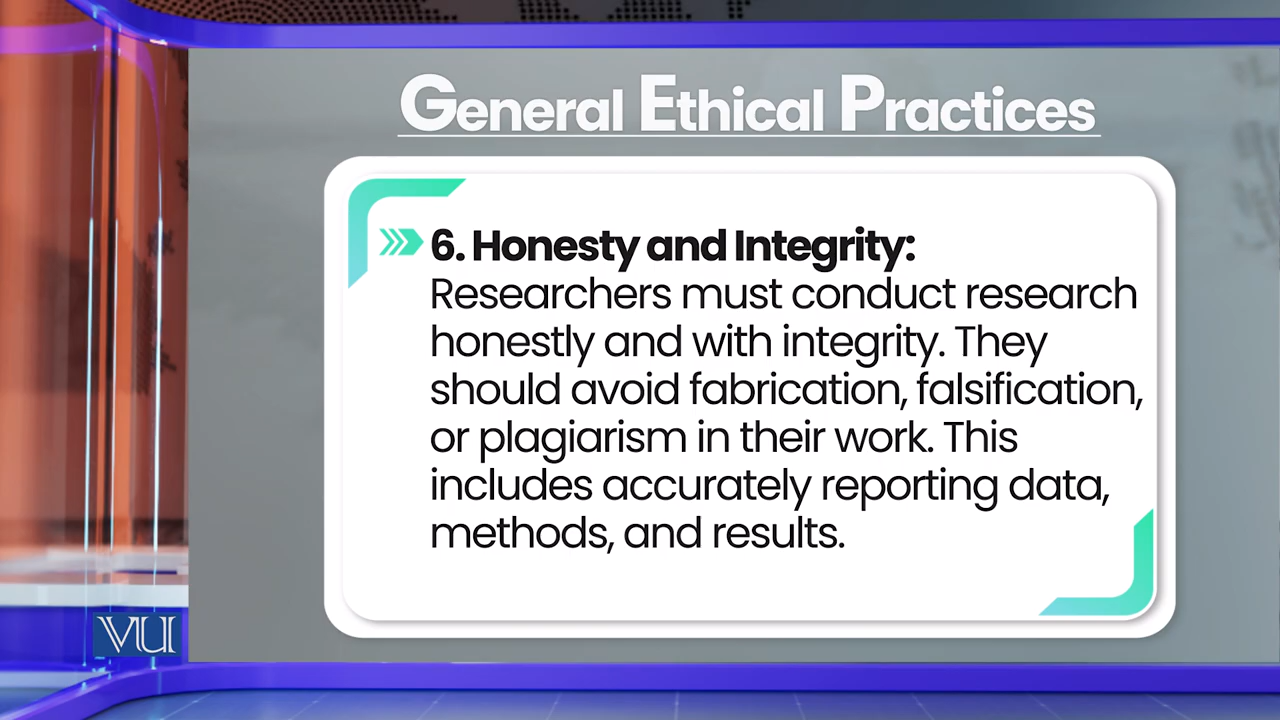 General Ethical Practices
6. Honesty and Integrity:
Researchers must conduct research
honestly and with integrity. They
should avoid fabrication, falsification,
or plagiarism in their work. This
includes accurately reporting data,
methods, and results.
VU